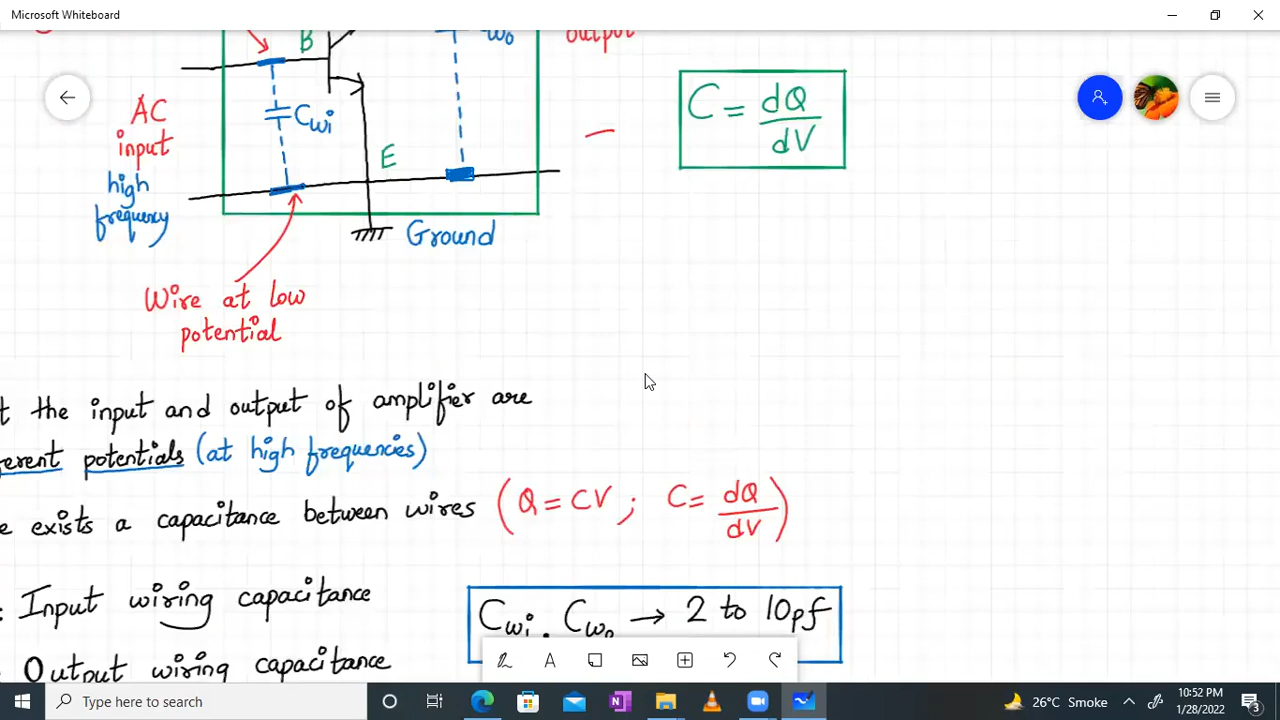 Microsoft Whiteboard
B
Wo
output
AC
input
high
frequency
Cwi
E
Ground
C = dQ/dV
Wire at low
potential
t the input and output of amplifier are
erent potentials (at high frequencies)
e exists a capacitance between wires (Q = CV ; C = dQ/dV)
: Input wiring capacitance
Cwi, Cwo → 2 to 10pf
: Output wiring capacitance
Type here to search
26°C Smoke
10:52 PM
1/28/2022
3